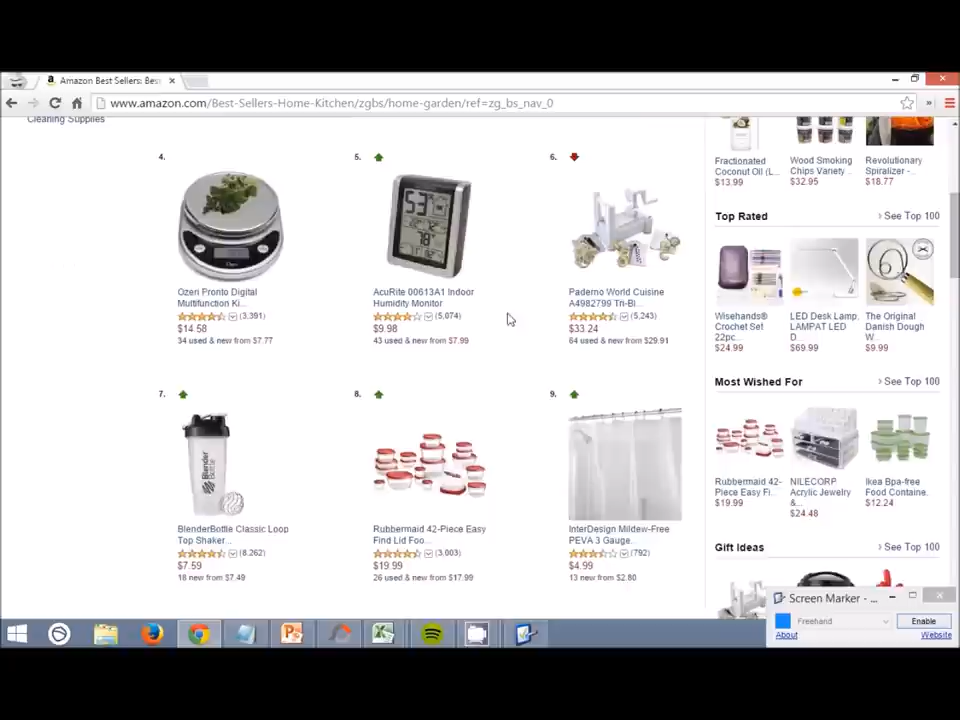 Amazon Best Sellers: Bes
www.amazon.com/Best-Sellers-Home-Kitchen/zgbs/home-garden/ref=zg_bs_nav_0
Cleaning Supplies
4.
Ozeri Pronto Digital
Multifunction Ki...
(3,391)
$14.58
34 used & new from $7.77
5.
AcuRite 00613A1 Indoor
Humidity Monitor
(5,074)
$9.98
43 used & new from $7.99
6.
Paderno World Cuisine
A4982799 Tri-Bl...
(5,243)
$33.24
64 used & new from $29.91
7.
BlenderBottle Classic Loop
Top Shaker...
(8,262)
$7.59
18 new from $7.49
8.
Rubbermaid 42-Piece Easy
Find Lid Foo...
(3,003)
$19.99
26 used & new from $17.99
9.
InterDesign Mildew-Free
PEVA 3 Gauge...
(792)
$4.99
13 new from $2.80
Fractionated
Coconut Oil (L...
$13.99
Wood Smoking
Chips Variety ...
$32.95
Revolutionary
Spiralizer -...
$18.77
Top Rated
› See Top 100
Wisehands®
Crochet Set
22pc...
$24.99
LED Desk Lamp,
LAMPAT LED
D...
$69.99
The Original
Danish Dough
W...
$9.99
Most Wished For
› See Top 100
Rubbermaid 42-
Piece Easy Fi...
$19.99
NILECORP
Acrylic Jewelry
&...
$24.48
Ikea Bpa-free
Food Containe...
$12.24
Gift Ideas
› See Top 100
Screen Marker - ...
Freehand
Enable
About
Website